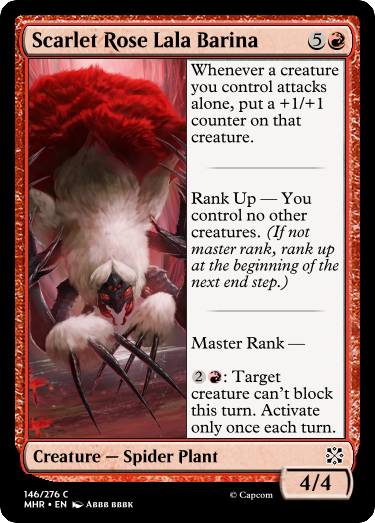 Scarlet Rose Lala Barina 5
Whenever a creature
you control attacks
alone, put a +1/+1
counter on that
creature.
Rank Up — You
control no other
creatures. (If not
master rank, rank up
at the beginning of the
next end step.)
Master Rank —
2 : Target
creature can't block
this turn. Activate
only once each turn.
Creature — Spider Plant
4/4
146/276 C
MHR • EN ABBB BBBK
© Capcom